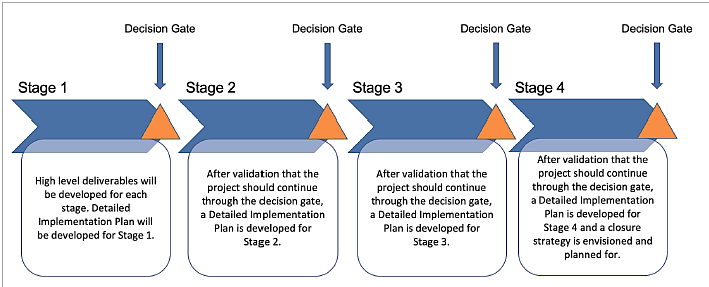 Decision Gate
Decision Gate
Decision Gate
Decision Gate
Stage 1
Stage 2
Stage 3
Stage 4
High level deliverables will
be developed for each
stage. Detailed
Implementation Plan will
be developed for Stage 1.
After validation that the
project should continue
through the decision gate,
a Detailed Implementation
Plan is developed for
Stage 2.
After validation that the
project should continue
through the decision gate,
a Detailed Implementation
Plan is developed for
Stage 3.
After validation that the
project should continue
through the decision gate,
a Detailed Implementation
Plan is developed for
Stage 4 and a closure
strategy is envisioned and
planned for.